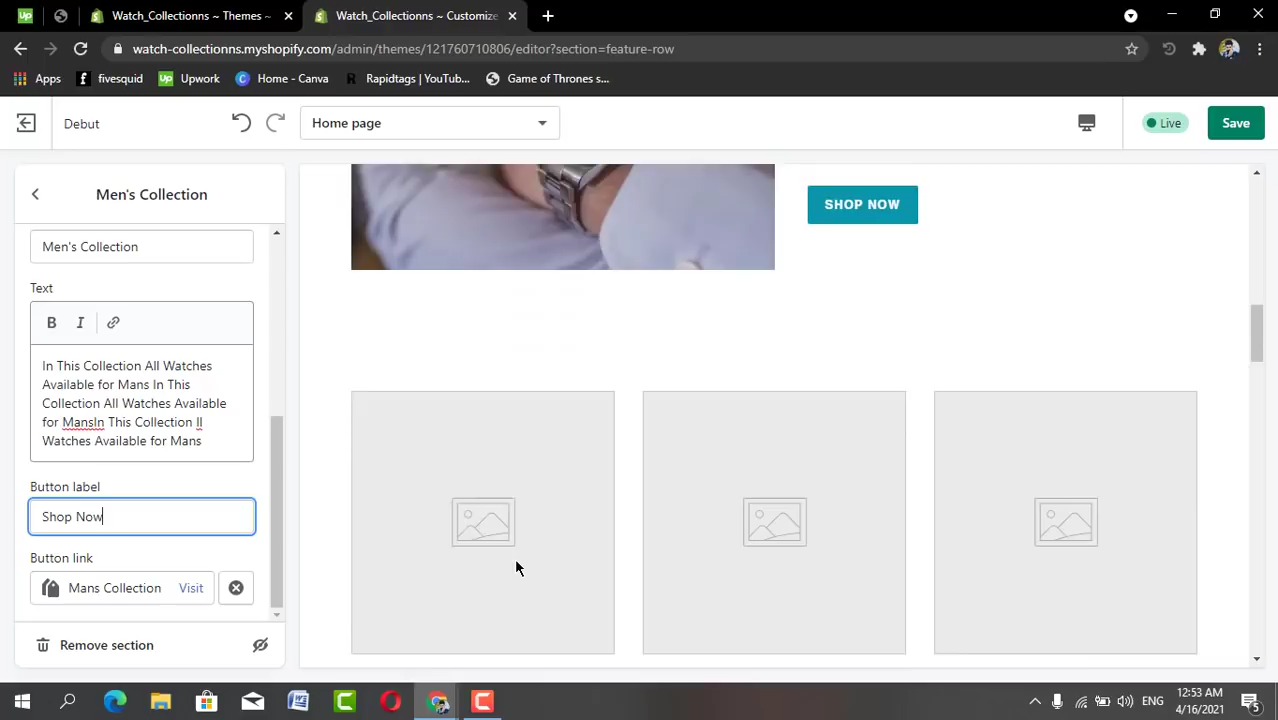 Watch_Collectionns ~ Themes ~
Watch_Collectionns ~ Customize
watch-collectionns.myshopify.com/admin/themes/121760710806/editor?section=feature-row
Apps
fivesquid
Upwork
Home - Canva
Rapidtags | YouTub...
Game of Thrones s...
Debut
Home page
Live
Save
Men's Collection
Men's Collection
Text
B I
In This Collection All Watches
Available for Mans In This
Collection All Watches Available
for MansIn This Collection ll
Watches Available for Mans
Button label
Shop Now
Button link
Mans Collection Visit
Remove section
SHOP NOW
ENG
12:53 AM
4/16/2021
5